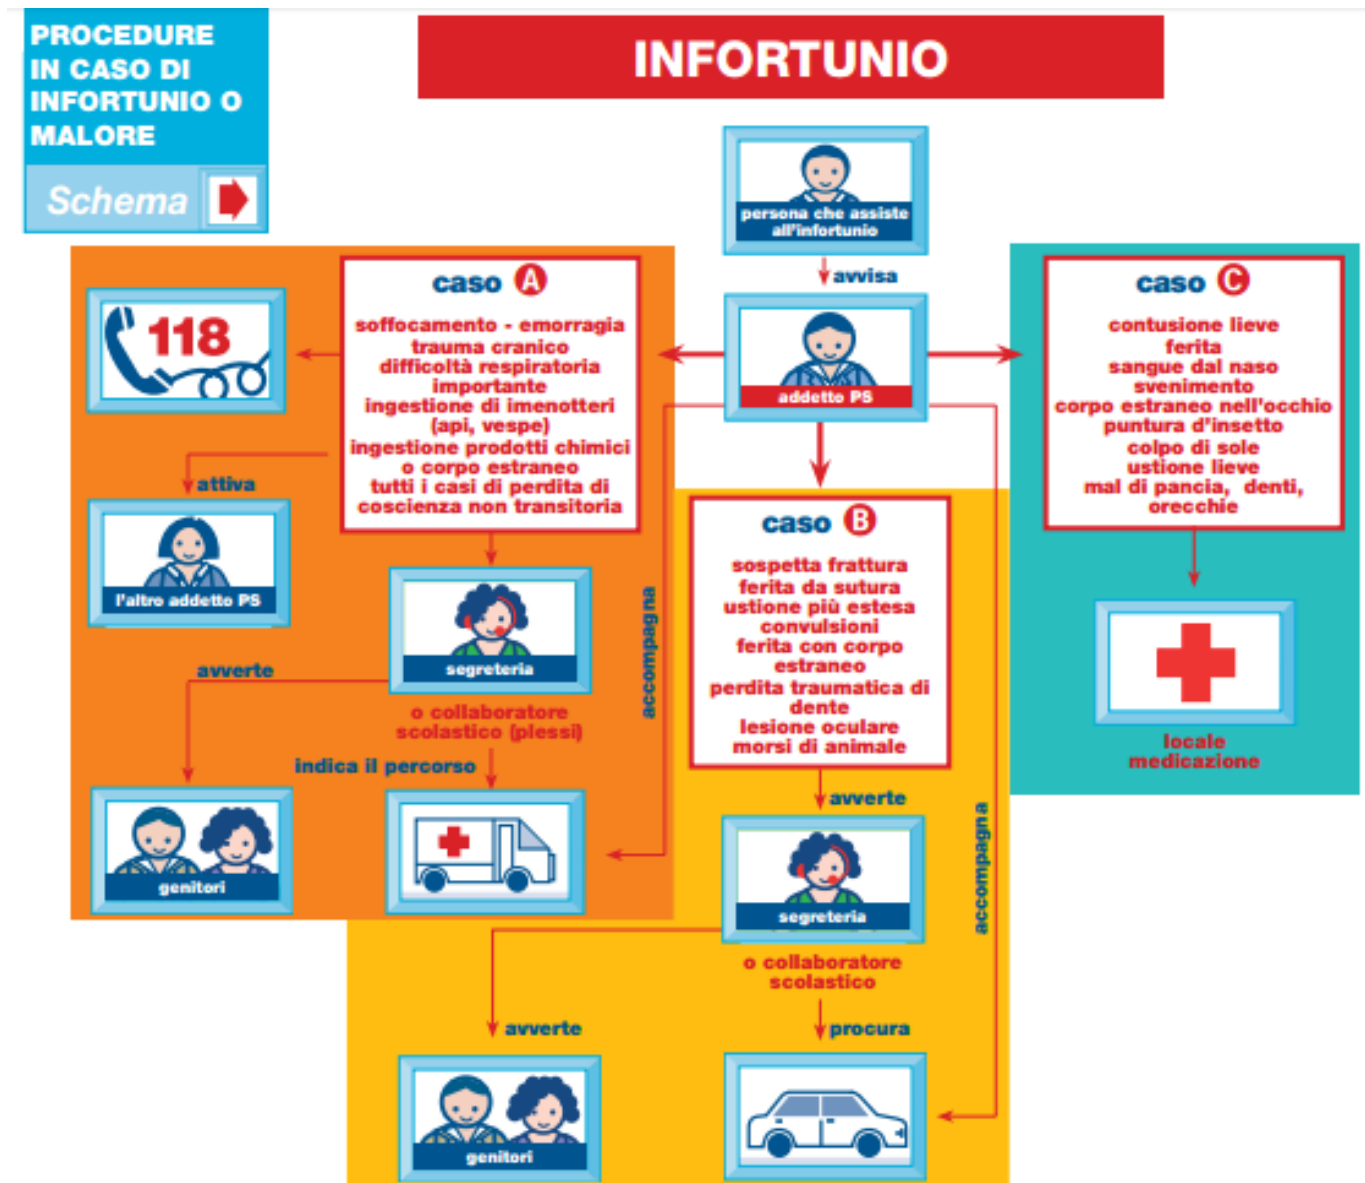 PROCEDURE
IN CASO DI
INFORTUNIO O
MALORE
Schema
INFORTUNIO
persona che assiste
all'infortunio
avvisa
addetto PS
caso A
soffocamento - emorragia
trauma cranico
difficoltà respiratoria
importante
ingestione di imenotteri
(api, vespe)
ingestione prodotti chimici
o corpo estraneo
tutti i casi di perdita di
coscienza non transitoria
118
attiva
l'altro addetto PS
segreteria
o collaboratore
scolastico (plessi)
avverte
genitori
indica il percorso
accompagna
caso B
sospetta frattura
ferita da sutura
ustione più estesa
convulsioni
ferita con corpo
estraneo
perdita traumatica di
dente
lesione oculare
morsi di animale
avverte
segreteria
o collaboratore
scolastico
avverte
genitori
procura
accompagna
caso C
contusione lieve
ferita
sangue dal naso
svenimento
corpo estraneo nell'occhio
puntura d'insetto
colpo di sole
ustione lieve
mal di pancia, denti,
orecchie
locale
medicazione